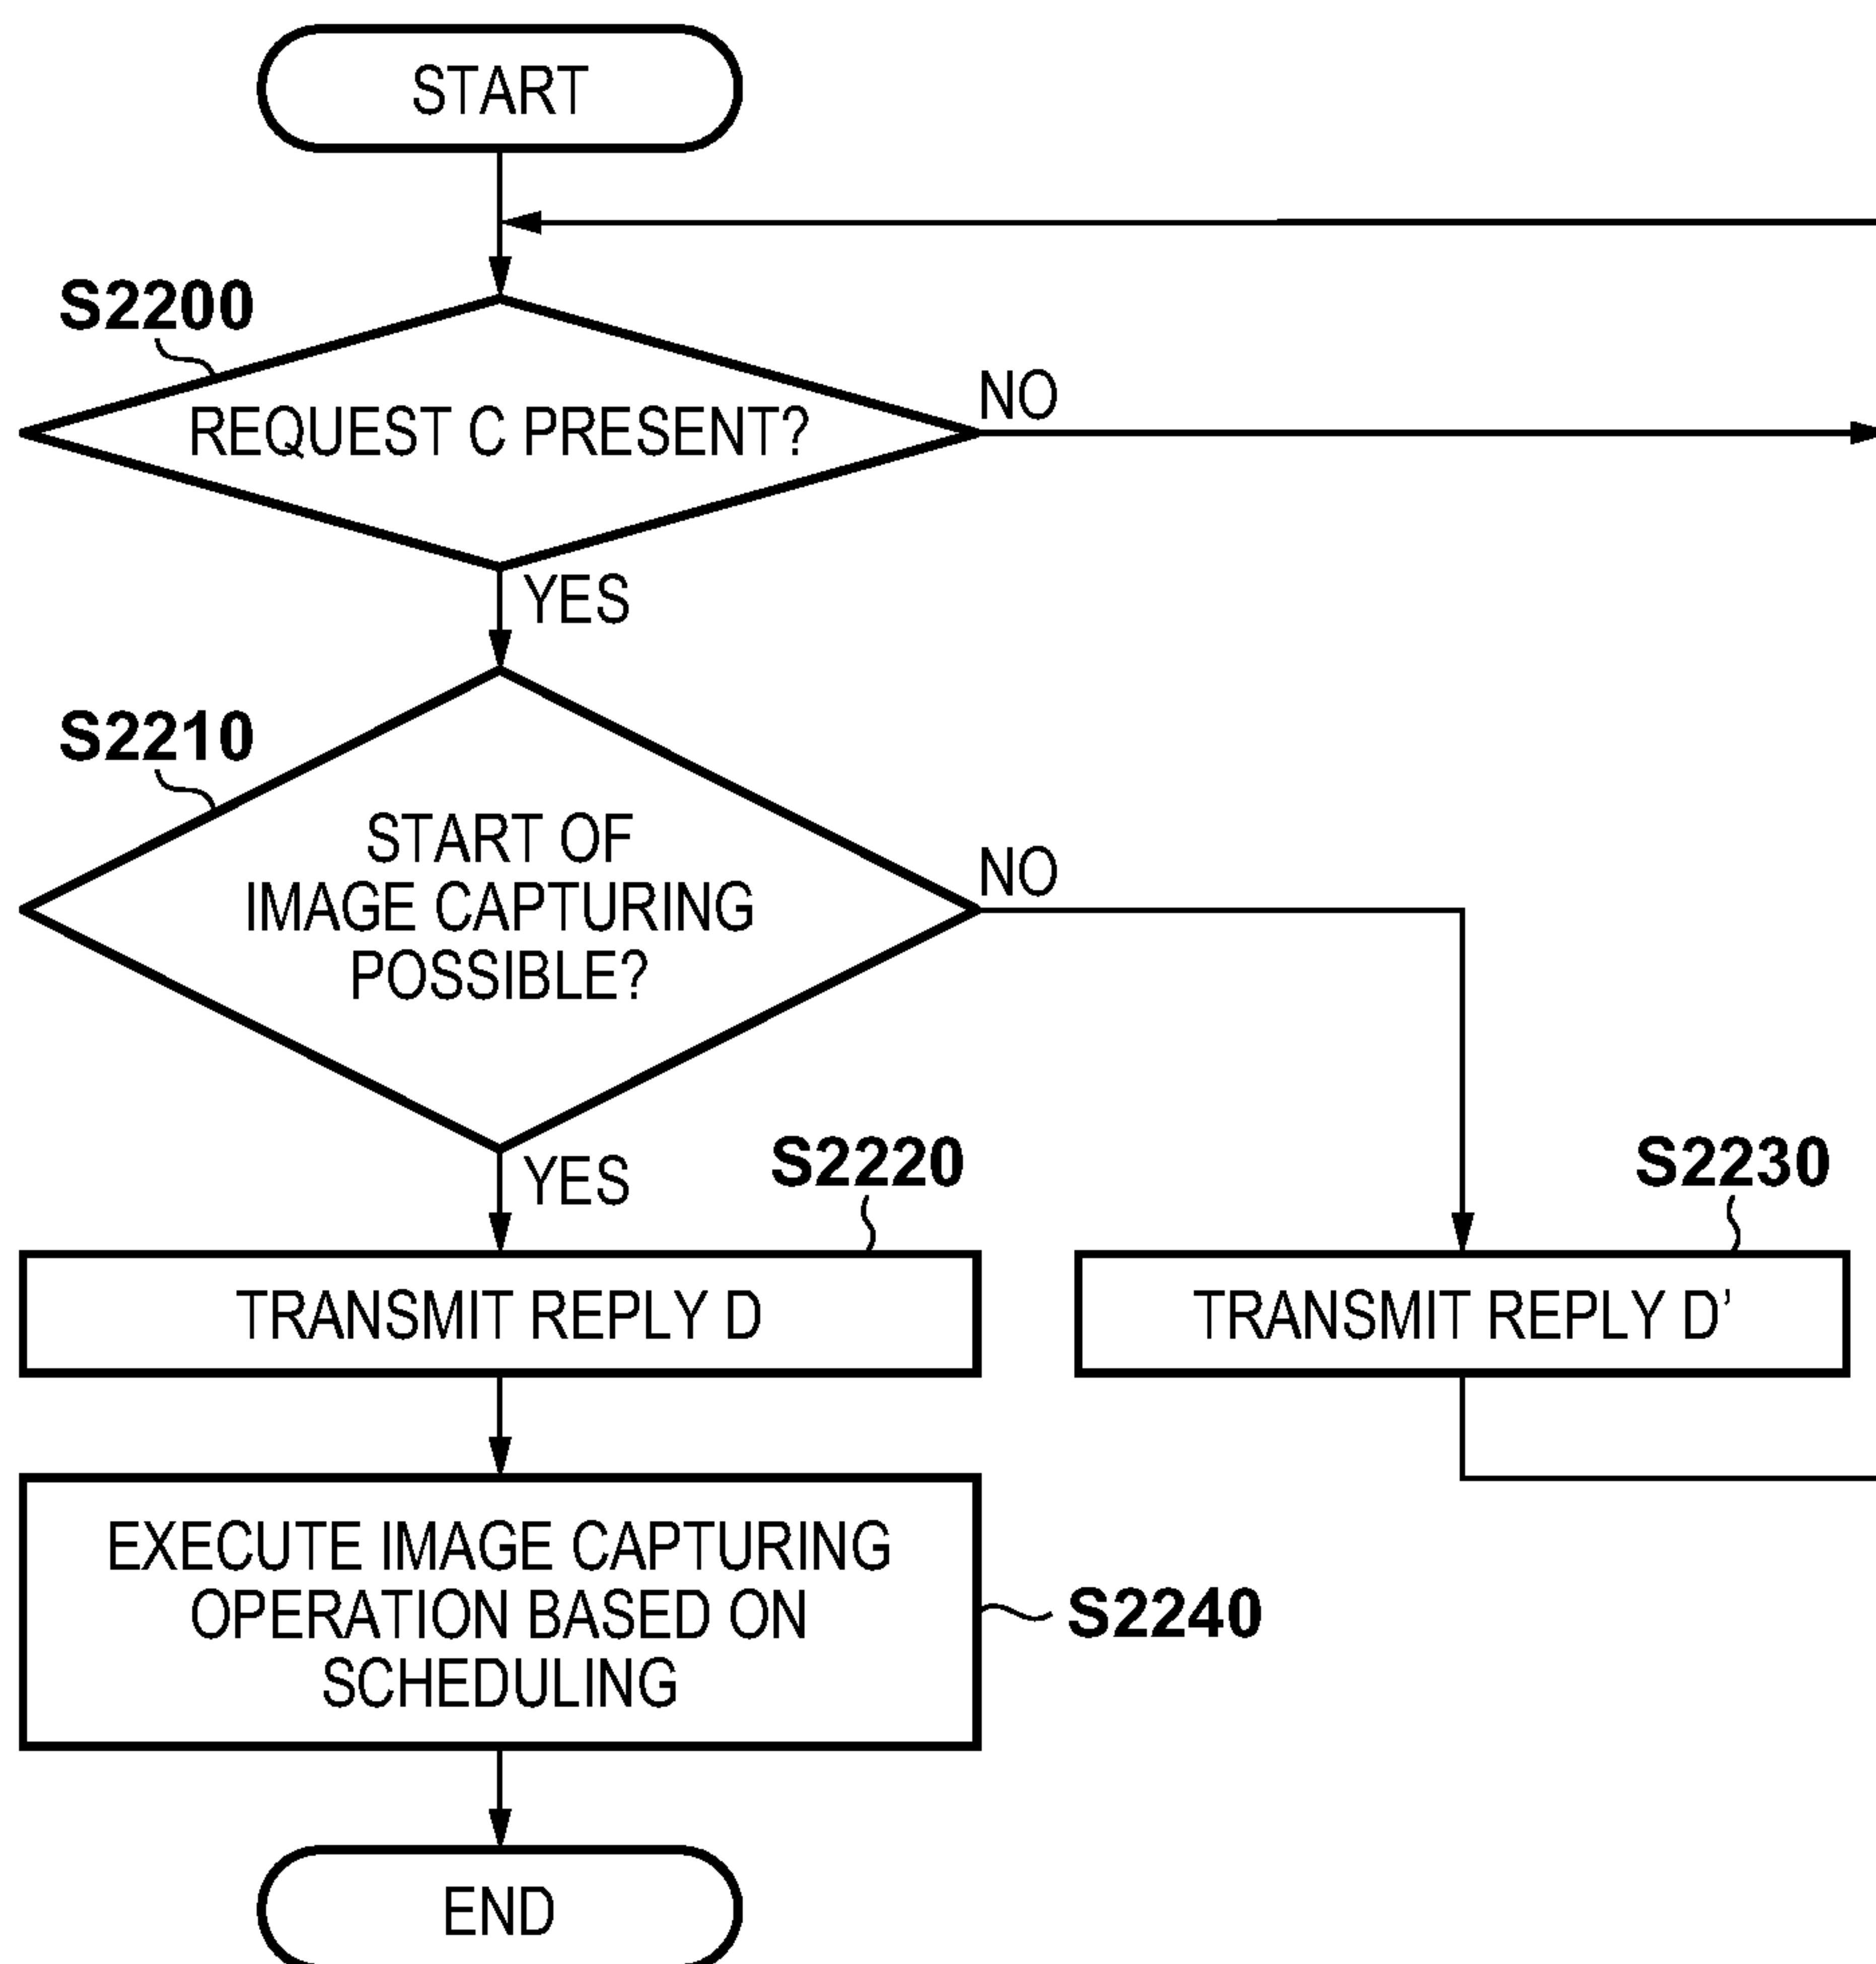 START
S2200
NO
REQUEST C PRESENT?
YES
S2210
START OF
IMAGE CAPTURING
POSSIBLE?
NO
YES
S2220
S2230
TRANSMIT REPLY D
TRANSMIT REPLY D'
EXECUTE IMAGE CAPTURING
OPERATION BASED ON
SCHEDULING
S2240
END